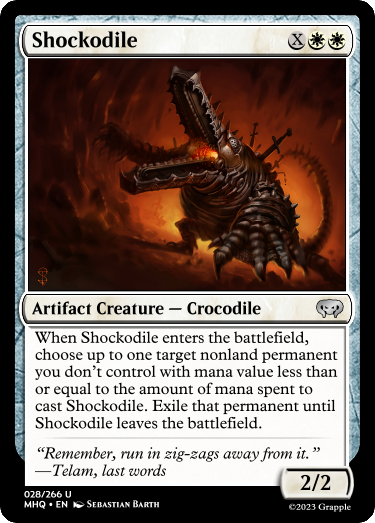 Shockodile X
Artifact Creature — Crocodile
When Shockodile enters the battlefield,
choose up to one target nonland permanent
you don't control with mana value less than
or equal to the amount of mana spent to
cast Shockodile. Exile that permanent until
Shockodile leaves the battlefield.
“Remember, run in zig-zags away from it.”
—Telam, last words
2/2
028/266 U
MHQ • EN Sebastian Barth
©2023 Grapple